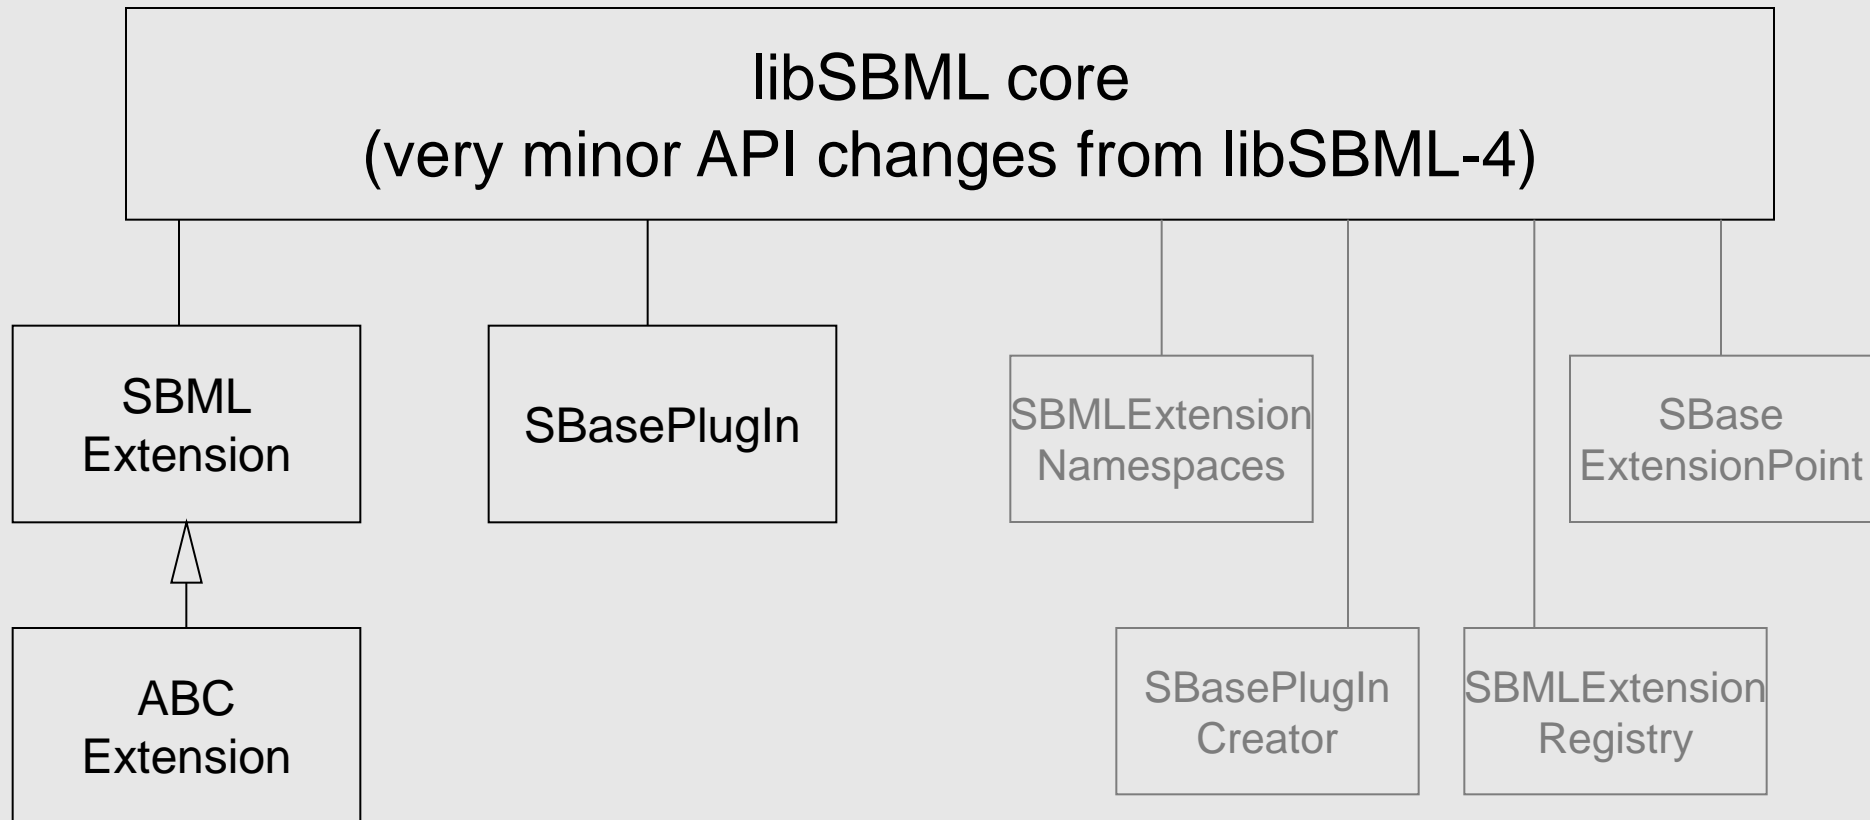 libSBML core
(very minor API changes from libSBML-4)
SBML
Extension
SBasePlugIn
SBMLExtension
Namespaces
SBase
ExtensionPoint
ABC
Extension
SBasePlugIn
Creator
SBMLExtension
Registry